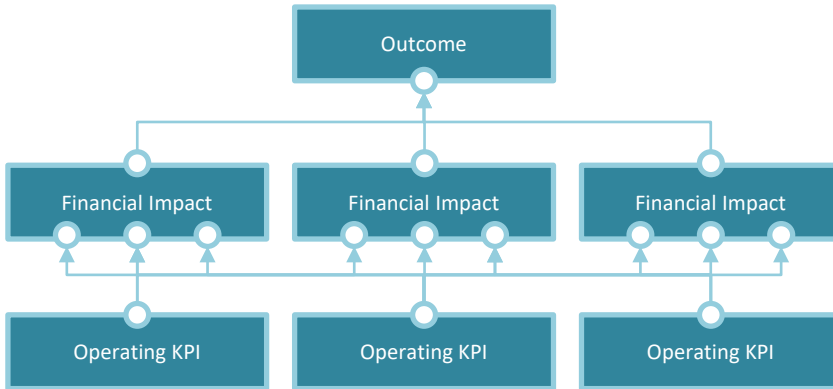 Outcome
Financial Impact
Financial Impact
Financial Impact
Operating KPI
Operating KPI
Operating KPI